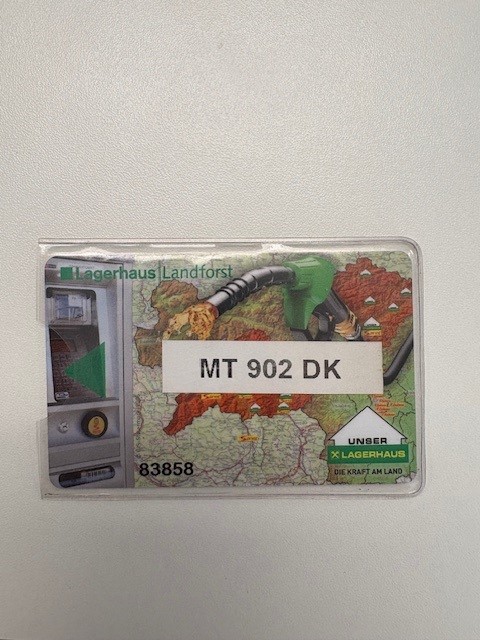 Lagerhaus Landforst
MT 902 DK
83858
UNSER
X LAGERHAUS
DIE KRAFT AM LAND